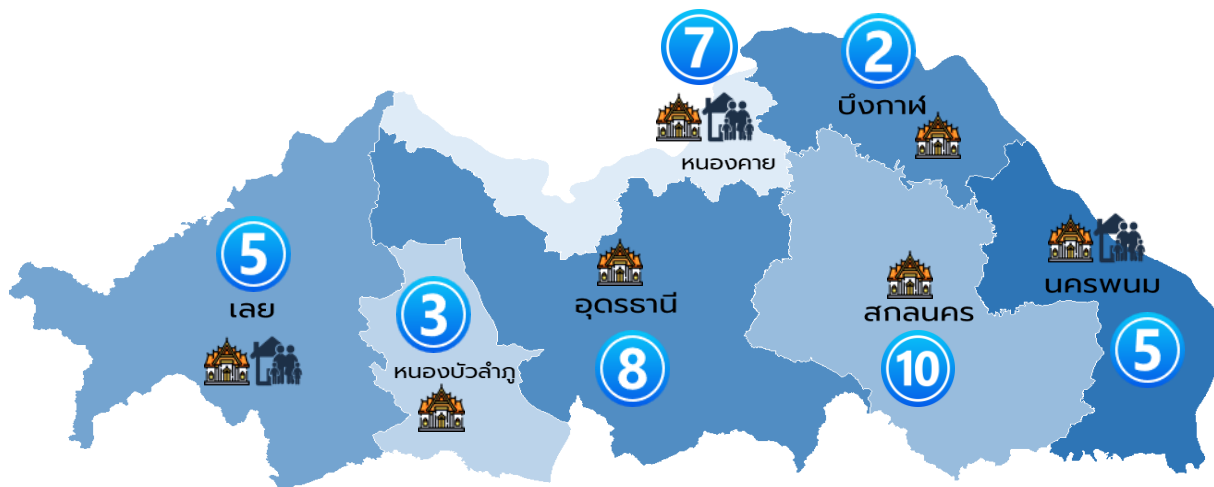 7
2
บึงกาฬ
หนองคาย
5
เลย
3
หนองบัวลำภู
อุดรธานี
8
สกลนคร
10
นครพนม
5